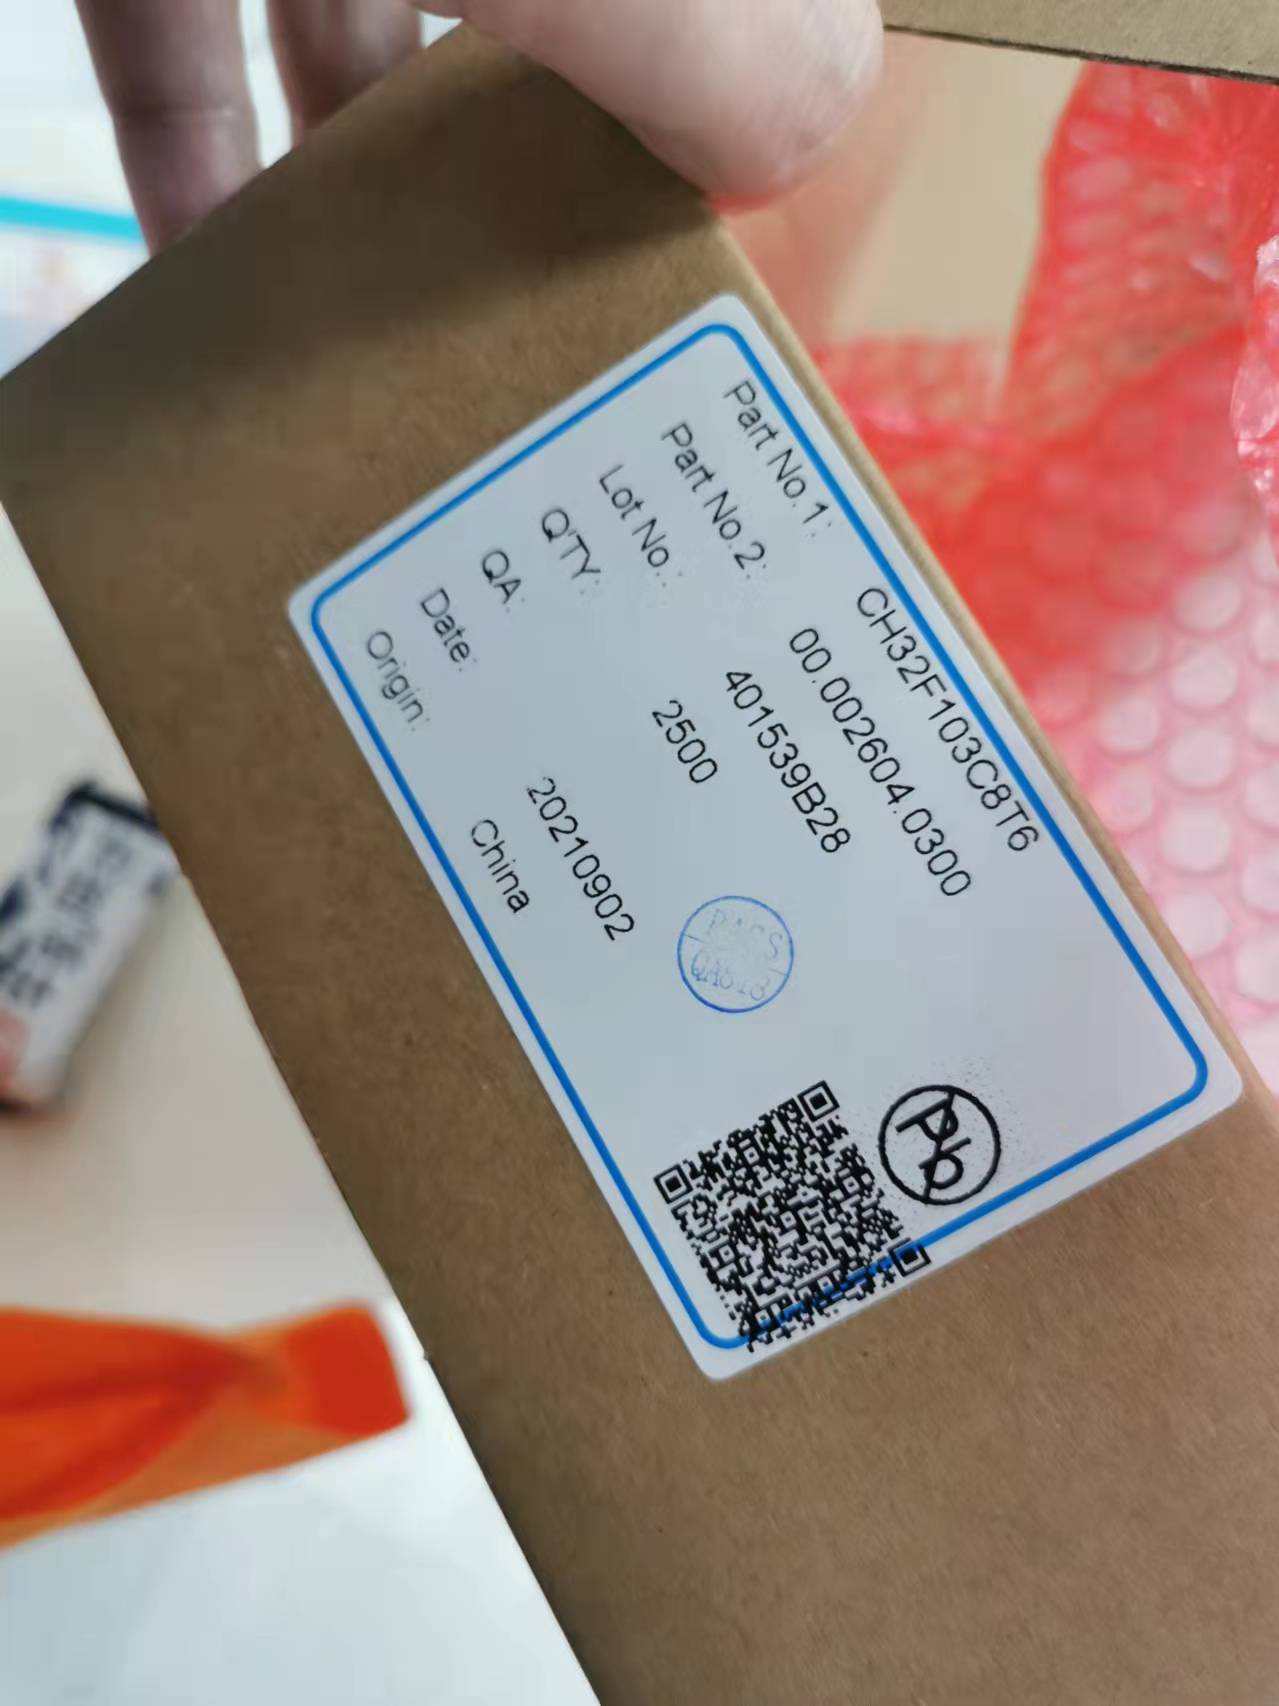 Part No.1: CH32F103C8T6
Part No.2: 00.002604.0300
Lot No.: 401539B28
Q'TY: 2500
QA: PASS
Date: 20210902
Origin: China
Pb